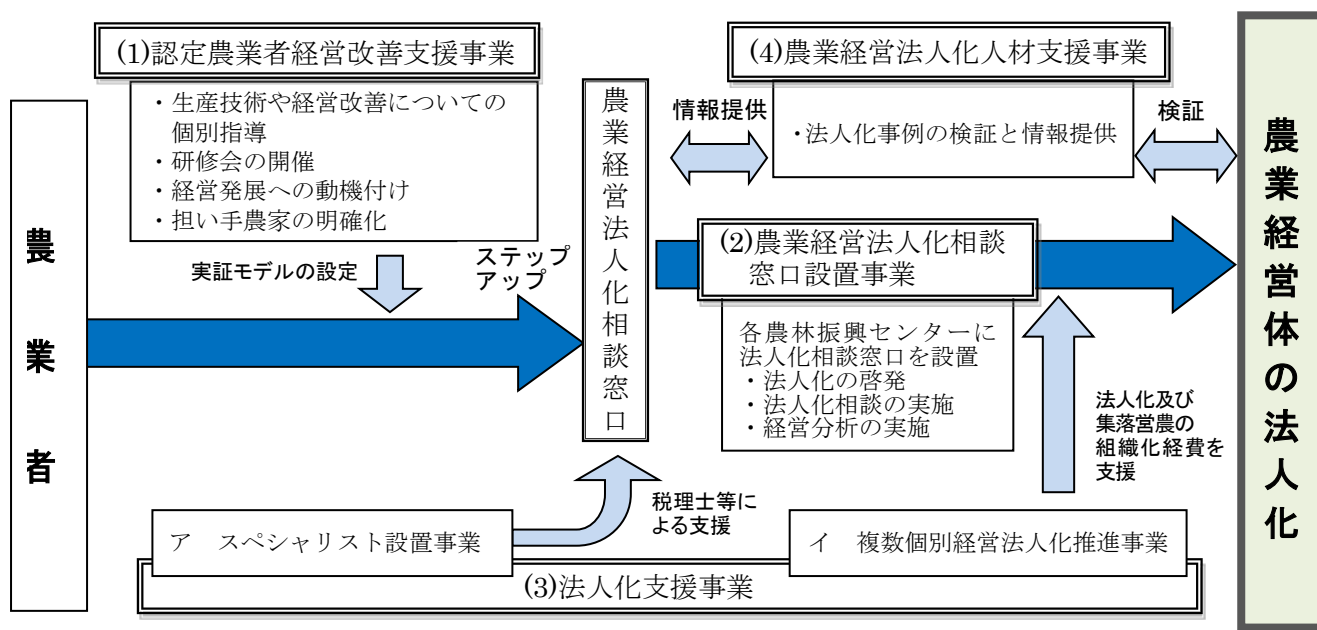 農業者
(1)認定農業者経営改善支援事業
・生産技術や経営改善についての
個別指導
・研修会の開催
・経営発展への動機付け
・担い手農家の明確化
実証モデルの設定
ステップ
アップ
農業経営法人化相談窓口
(4)農業経営法人化人材支援事業
・法人化事例の検証と情報提供
情報提供
検証
(2)農業経営法人化相談
窓口設置事業
各農林振興センターに
法人化相談窓口を設置
・法人化の啓発
・法人化相談の実施
・経営分析の実施
法人化及び
集落営農の
組織化経費を
支援
税理士等に
よる支援
ア　スペシャリスト設置事業
イ　複数個別経営法人化推進事業
(3)法人化支援事業
農業経営体の法人化